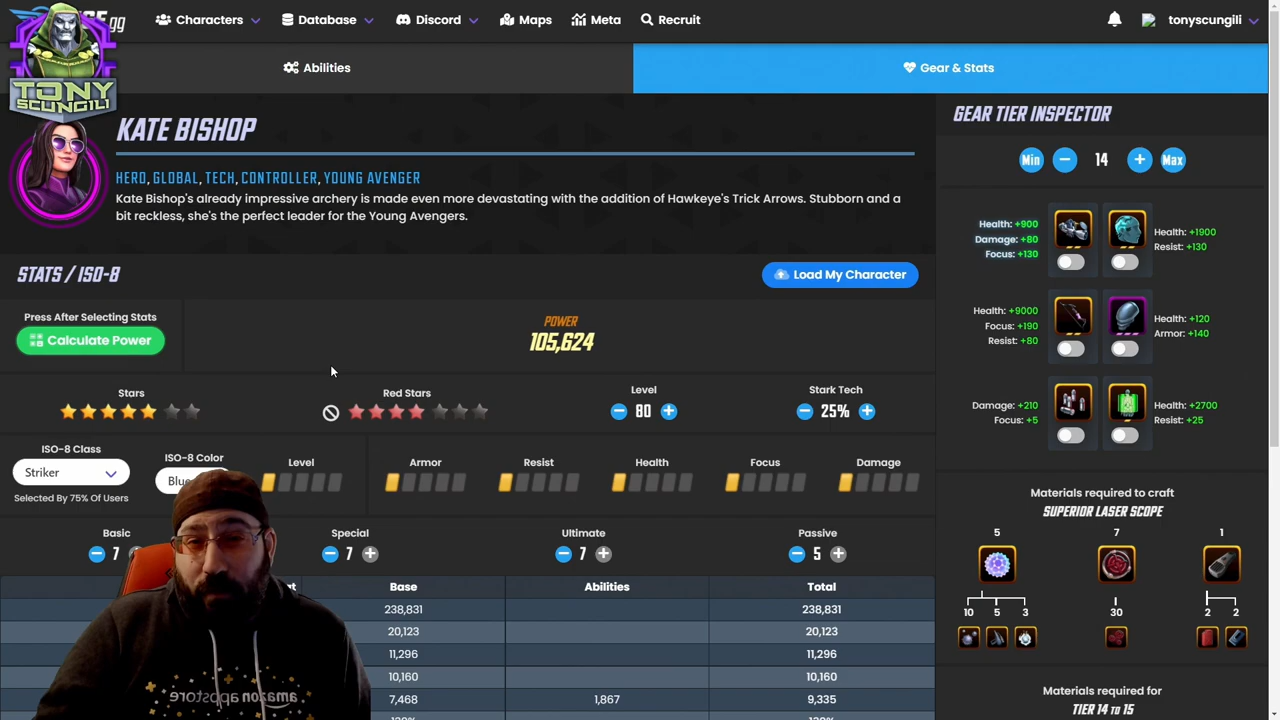 .gg
Characters
Database
Discord
Maps
Meta
Recruit
tonyscungili
TONY
SCUNGILI
Abilities
Gear & Stats
KATE BISHOP
HERO, GLOBAL, TECH, CONTROLLER, YOUNG AVENGER
Kate Bishop's already impressive archery is made even more devastating with the addition of Hawkeye's Trick Arrows. Stubborn and a
bit reckless, she's the perfect leader for the Young Avengers.
STATS / ISO-8
Load My Character
Press After Selecting Stats
Calculate Power
POWER
105,624
Stars
Red Stars
Level
80
Stark Tech
25%
ISO-8 Class
Striker
Selected By 75% Of Users
ISO-8 Color
Blue
Level
Armor
Resist
Health
Focus
Damage
Basic
7
Special
7
Ultimate
7
Passive
5
Base
Abilities
Total
238,831
238,831
20,123
20,123
11,296
11,296
10,160
10,160
7,468
1,867
9,335
amazon appstore
GEAR TIER INSPECTOR
Min
14
Max
Health: +900
Damage: +80
Focus: +130
Health: +1900
Resist: +130
Health: +9000
Focus: +190
Resist: +80
Health: +120
Armor: +140
Damage: +210
Focus: +5
Health: +2700
Resist: +25
Materials required to craft
SUPERIOR LASER SCOPE
5
7
1
10
5
3
30
2
2
Materials required for
TIER 14 TO 15